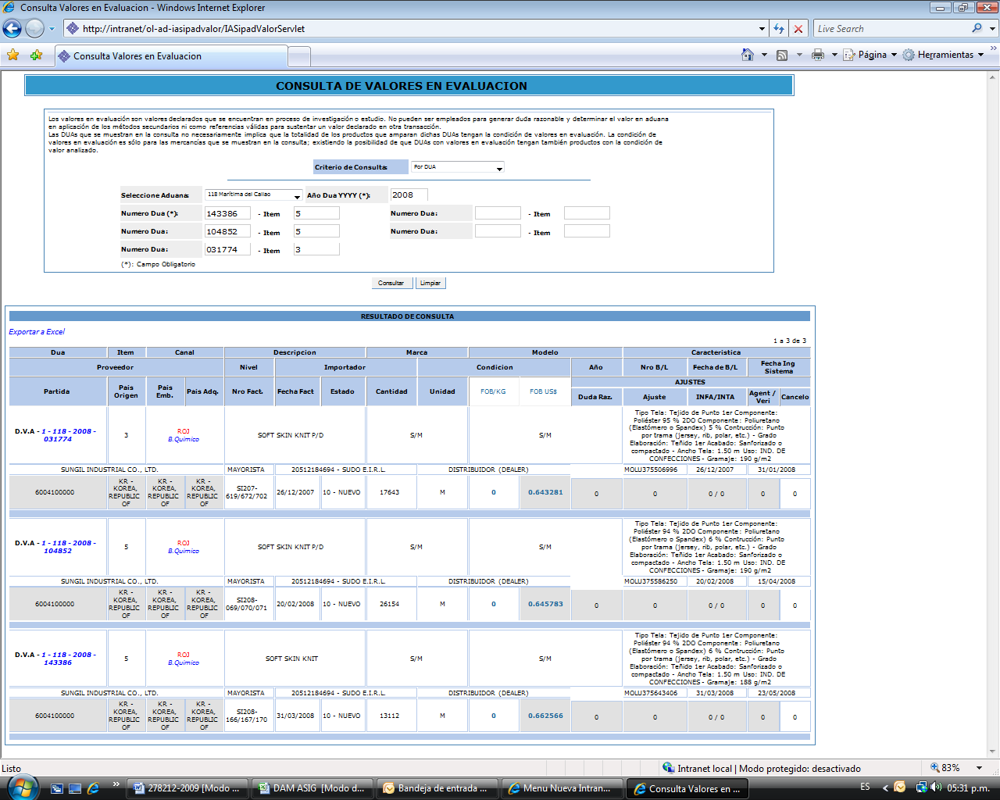 Consulta Valores en Evaluacion - Windows Internet Explorer
http://intranet/ol-ad-iasipadvalor/IASipadValorServlet
Live Search
Consulta Valores en Evaluacion
Página
Herramientas
CONSULTA DE VALORES EN EVALUACION
Los valores en evaluación son valores declarados que se encuentran en proceso de investigación o estudio. No pueden ser empleados para generar duda razonable y determinar el valor en aduana
en aplicación de los métodos secundarios ni como referencias válidas para sustentar un valor declarado en otra transacción.
Las DUAs que se muestran en la consulta no necesariamente implica que la totalidad de los productos que amparan dichas DUAs tengan la condición de valores en evaluación. La condición de
valores en evaluación es sólo para las mercancías que se muestran en la consulta; existiendo la posibilidad de que DUAs con valores en evaluación tengan también productos con la condición de
valor analizado.
Criterio de Consulta: Por DUA
Seleccione Aduana: 118 Marítima del Callao Año Dua YYYY (*): 2008
Numero Dua (*): 143386 - Item 5 Numero Dua: - Item
Numero Dua: 104852 - Item 5 Numero Dua: - Item
Numero Dua: 031774 - Item 3
(*): Campo Obligatorio
Consultar Limpiar
RESULTADO DE CONSULTA
Exportar a Excel
1 a 3 de 3
Dua Item Canal Descripcion Marca Modelo Caracteristica
Proveedor Nivel Importador Condicion Año Nro B/L Fecha de B/L Fecha Ing
Sistema
Partida Pais
Origen Pais
Emb. Pais Adq. Nro Fact. Fecha Fact Estado Cantidad Unidad FOB/KG FOB US$ AJUSTES
Duda Raz. Ajuste INFA/INTA Agent /
Veri Cancelo
D.V.A - 1 - 118 - 2008 -
031774
3
ROJ
B.Quimico
SOFT SKIN KNIT P/D
S/M
S/M
Tipo Tela: Tejido de Punto 1er Componente:
Poliéster 95 % 2DO Componente: Poliuretano
(Elastómero o Spandex) 5 % Contrucción: Punto
por trama (jersey, rib, polar, etc.) - Grado
Elaboración: Teñido 1er Acabado: Sanforizado o
compactado - Ancho Tela: 1.50 m Uso: IND. DE
CONFECCIONES - Gramaje: 190 g/m2
SUNGIL INDUSTRIAL CO., LTD. MAYORISTA 20512184694 - SUDO E.I.R.L. DISTRIBUIDOR (DEALER) MOLU375506996 26/12/2007 31/01/2008
6004100000
KR -
KOREA,
REPUBLIC
OF
KR -
KOREA,
REPUBLIC
OF
KR -
KOREA,
REPUBLIC
OF
SI207-
619/672/702
26/12/2007 10 - NUEVO 17643 M 0 0.643281 0 0 0 / 0 0 0
D.V.A - 1 - 118 - 2008 -
104852
5
ROJ
B.Quimico
SOFT SKIN KNIT P/D
S/M
S/M
Tipo Tela: Tejido de Punto 1er Componente:
Poliéster 94 % 2DO Componente: Poliuretano
(Elastómero o Spandex) 6 % Contrucción: Punto
por trama (jersey, rib, polar, etc.) - Grado
Elaboración: Teñido 1er Acabado: Sanforizado o
compactado - Ancho Tela: 1.50 m Uso: IND. DE
CONFECCIONES - Gramaje: 190 g/m2
SUNGIL INDUSTRIAL CO., LTD. MAYORISTA 20512184694 - SUDO E.I.R.L. DISTRIBUIDOR (DEALER) MOLU375586250 20/02/2008 15/04/2008
6004100000
KR -
KOREA,
REPUBLIC
OF
KR -
KOREA,
REPUBLIC
OF
KR -
KOREA,
REPUBLIC
OF
SI208-
069/070/071
20/02/2008 10 - NUEVO 26154 M 0 0.645783 0 0 0 / 0 0 0
D.V.A - 1 - 118 - 2008 -
143386
5
ROJ
B.Quimico
SOFT SKIN KNIT
S/M
S/M
Tipo Tela: Tejido de Punto 1er Componente:
Poliéster 94 % 2DO Componente: Poliuretano
(Elastómero o Spandex) 6 % Contrucción: Punto
por trama (jersey, rib, polar, etc.) - Grado
Elaboración: Teñido 1er Acabado: Sanforizado o
compactado - Ancho Tela: 1.50 m Uso: IND. DE
CONFECCIONES - Gramaje: 188 g/m2
SUNGIL INDUSTRIAL CO., LTD. MAYORISTA 20512184694 - SUDO E.I.R.L. DISTRIBUIDOR (DEALER) MOLU375643406 31/03/2008 23/05/2008
6004100000
KR -
KOREA,
REPUBLIC
OF
KR -
KOREA,
REPUBLIC
OF
KR -
KOREA,
REPUBLIC
OF
SI208-
166/167/170
31/03/2008 10 - NUEVO 13112 M 0 0.662566 0 0 0 / 0 0 0
Listo
Intranet local | Modo protegido: desactivado
83%
278212-2009 [Modo ...
DAM ASIG [Modo d...
Bandeja de entrada ...
Menu Nueva Intran...
Consulta Valores en ...
ES
05:31 p.m.